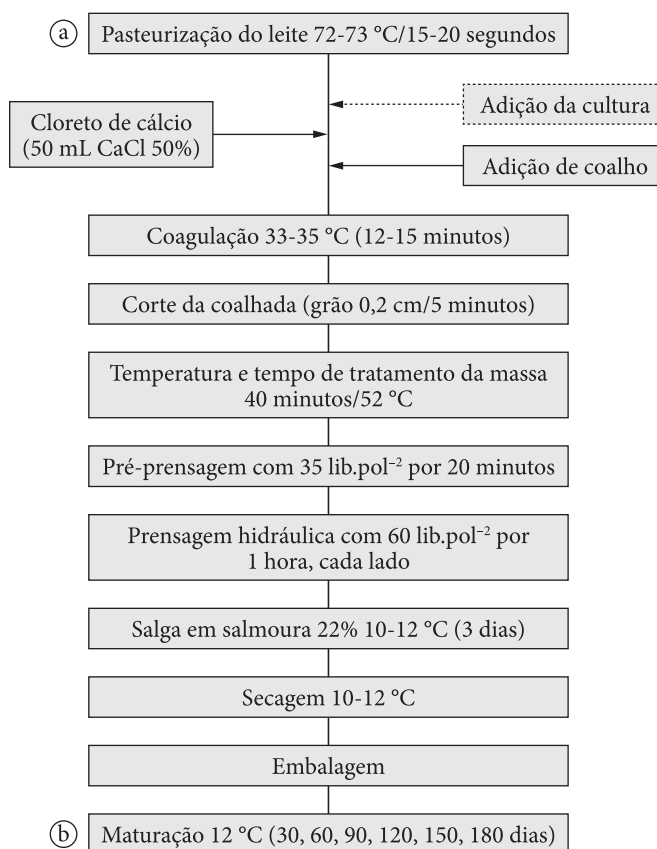 a Pasteurização do leite 72-73 °C/15-20 segundos
Adição da cultura
Cloreto de cálcio
(50 mL CaCl 50%)
Adição de coalho
Coagulação 33-35 °C (12-15 minutos)
Corte da coalhada (grão 0,2 cm/5 minutos)
Temperatura e tempo de tratamento da massa
40 minutos/52 °C
Pré-prensagem com 35 lib.pol⁻² por 20 minutos
Prensagem hidráulica com 60 lib.pol⁻² por
1 hora, cada lado
Salga em salmoura 22% 10-12 °C (3 dias)
Secagem 10-12 °C
Embalagem
b Maturação 12 °C (30, 60, 90, 120, 150, 180 dias)